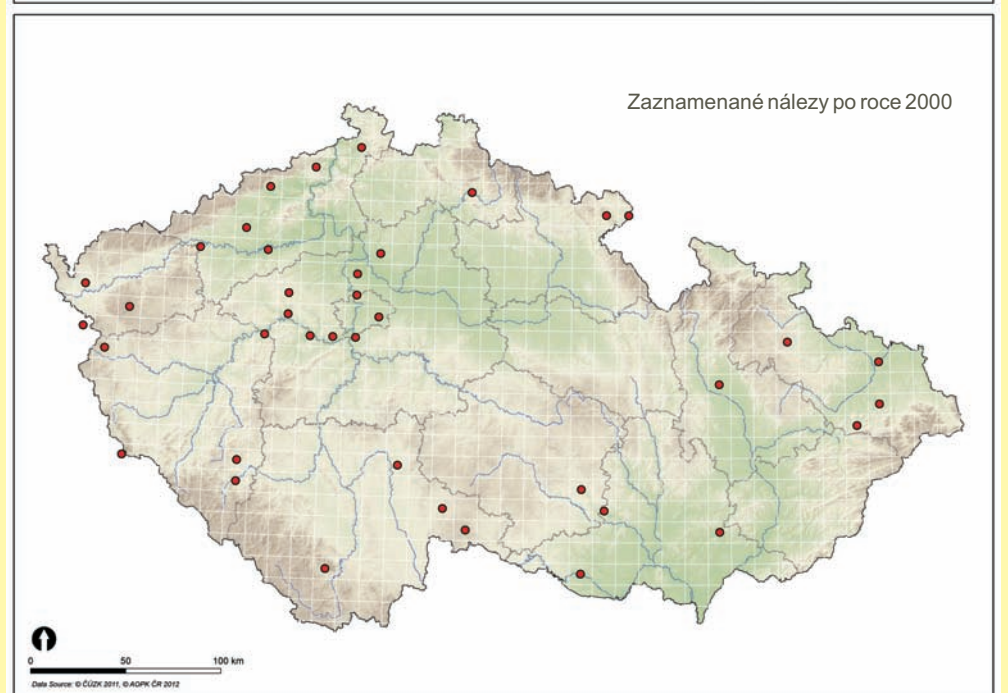 Zaznamenané nálezy po roce 2000
0 50 100 km
Data Source: © ČÚZK 2011, © AOPK ČR 2012